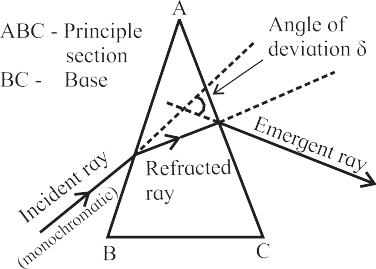 A
ABC - Principle
section
BC - Base
Angle of
deviation δ
Incident ray
(monochromatic)
Refracted
ray
Emergent ray
B
C